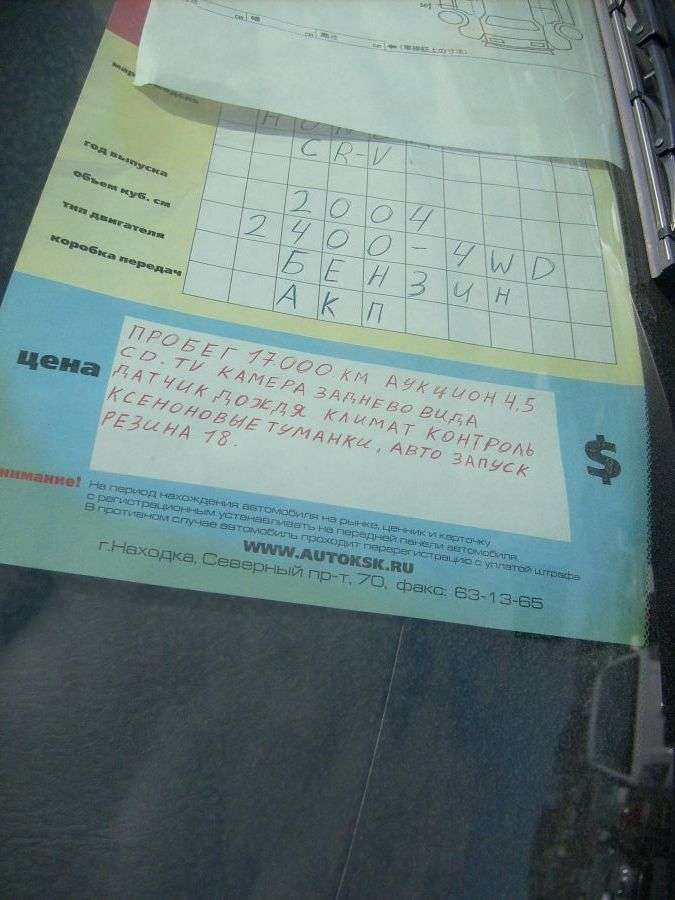 CR-V
год выпуска
2004
объем куб. см
2400-4WD
тип двигателя
БЕНЗИН
коробка передач
АКП
цена
ПРОБЕГ 17000 КМ АУКЦИОН 4,5
CD. TV КАМЕРА ЗАДНЕВО ВИДА
ДАТЧИК ДОЖДЯ КЛИМАТ КОНТРОЛЬ
КСЕНОНОВЫЕ ТУМАНКИ, АВТО ЗАПУСК
РЕЗИНА 18.
$
нимание!
На период нахождения автомобиля на рынке, ценник и карточку
с регистрационным устанавливать на передней панели автомобиля.
В противном случае автомобиль проходит перерегистрацию с уплатой штрафа
WWW.AUTOKSK.RU
г.Находка, Северный пр-т, 70, факс: 63-13-65